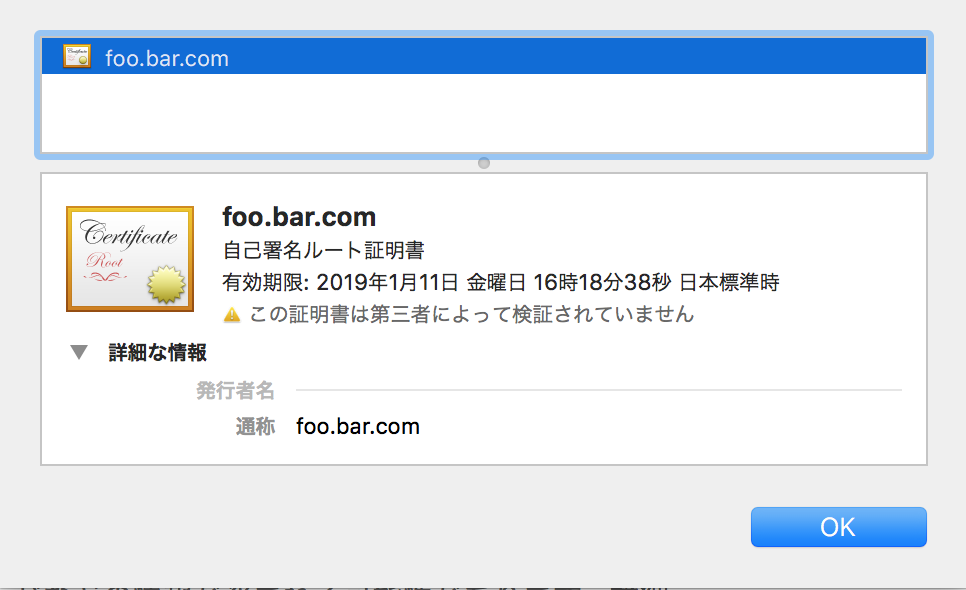 foo.bar.com
Certificate
Root
foo.bar.com
自己署名ルート証明書
有効期限: 2019年1月11日 金曜日 16時18分38秒 日本標準時
この証明書は第三者によって検証されていません
詳細な情報
発行者名
通称 foo.bar.com
OK